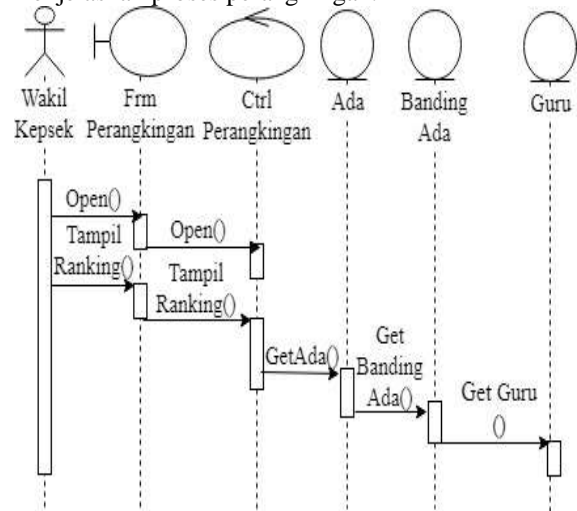 Wakil
Kepsek
Frm
Perangkingan
Ctrl
Perangkingan
Ada
Banding
Ada
Guru
Open()
Open()
Tampil
Ranking()
Tampil
Ranking()
GetAda()
Get
Banding
Ada()
Get Guru
()